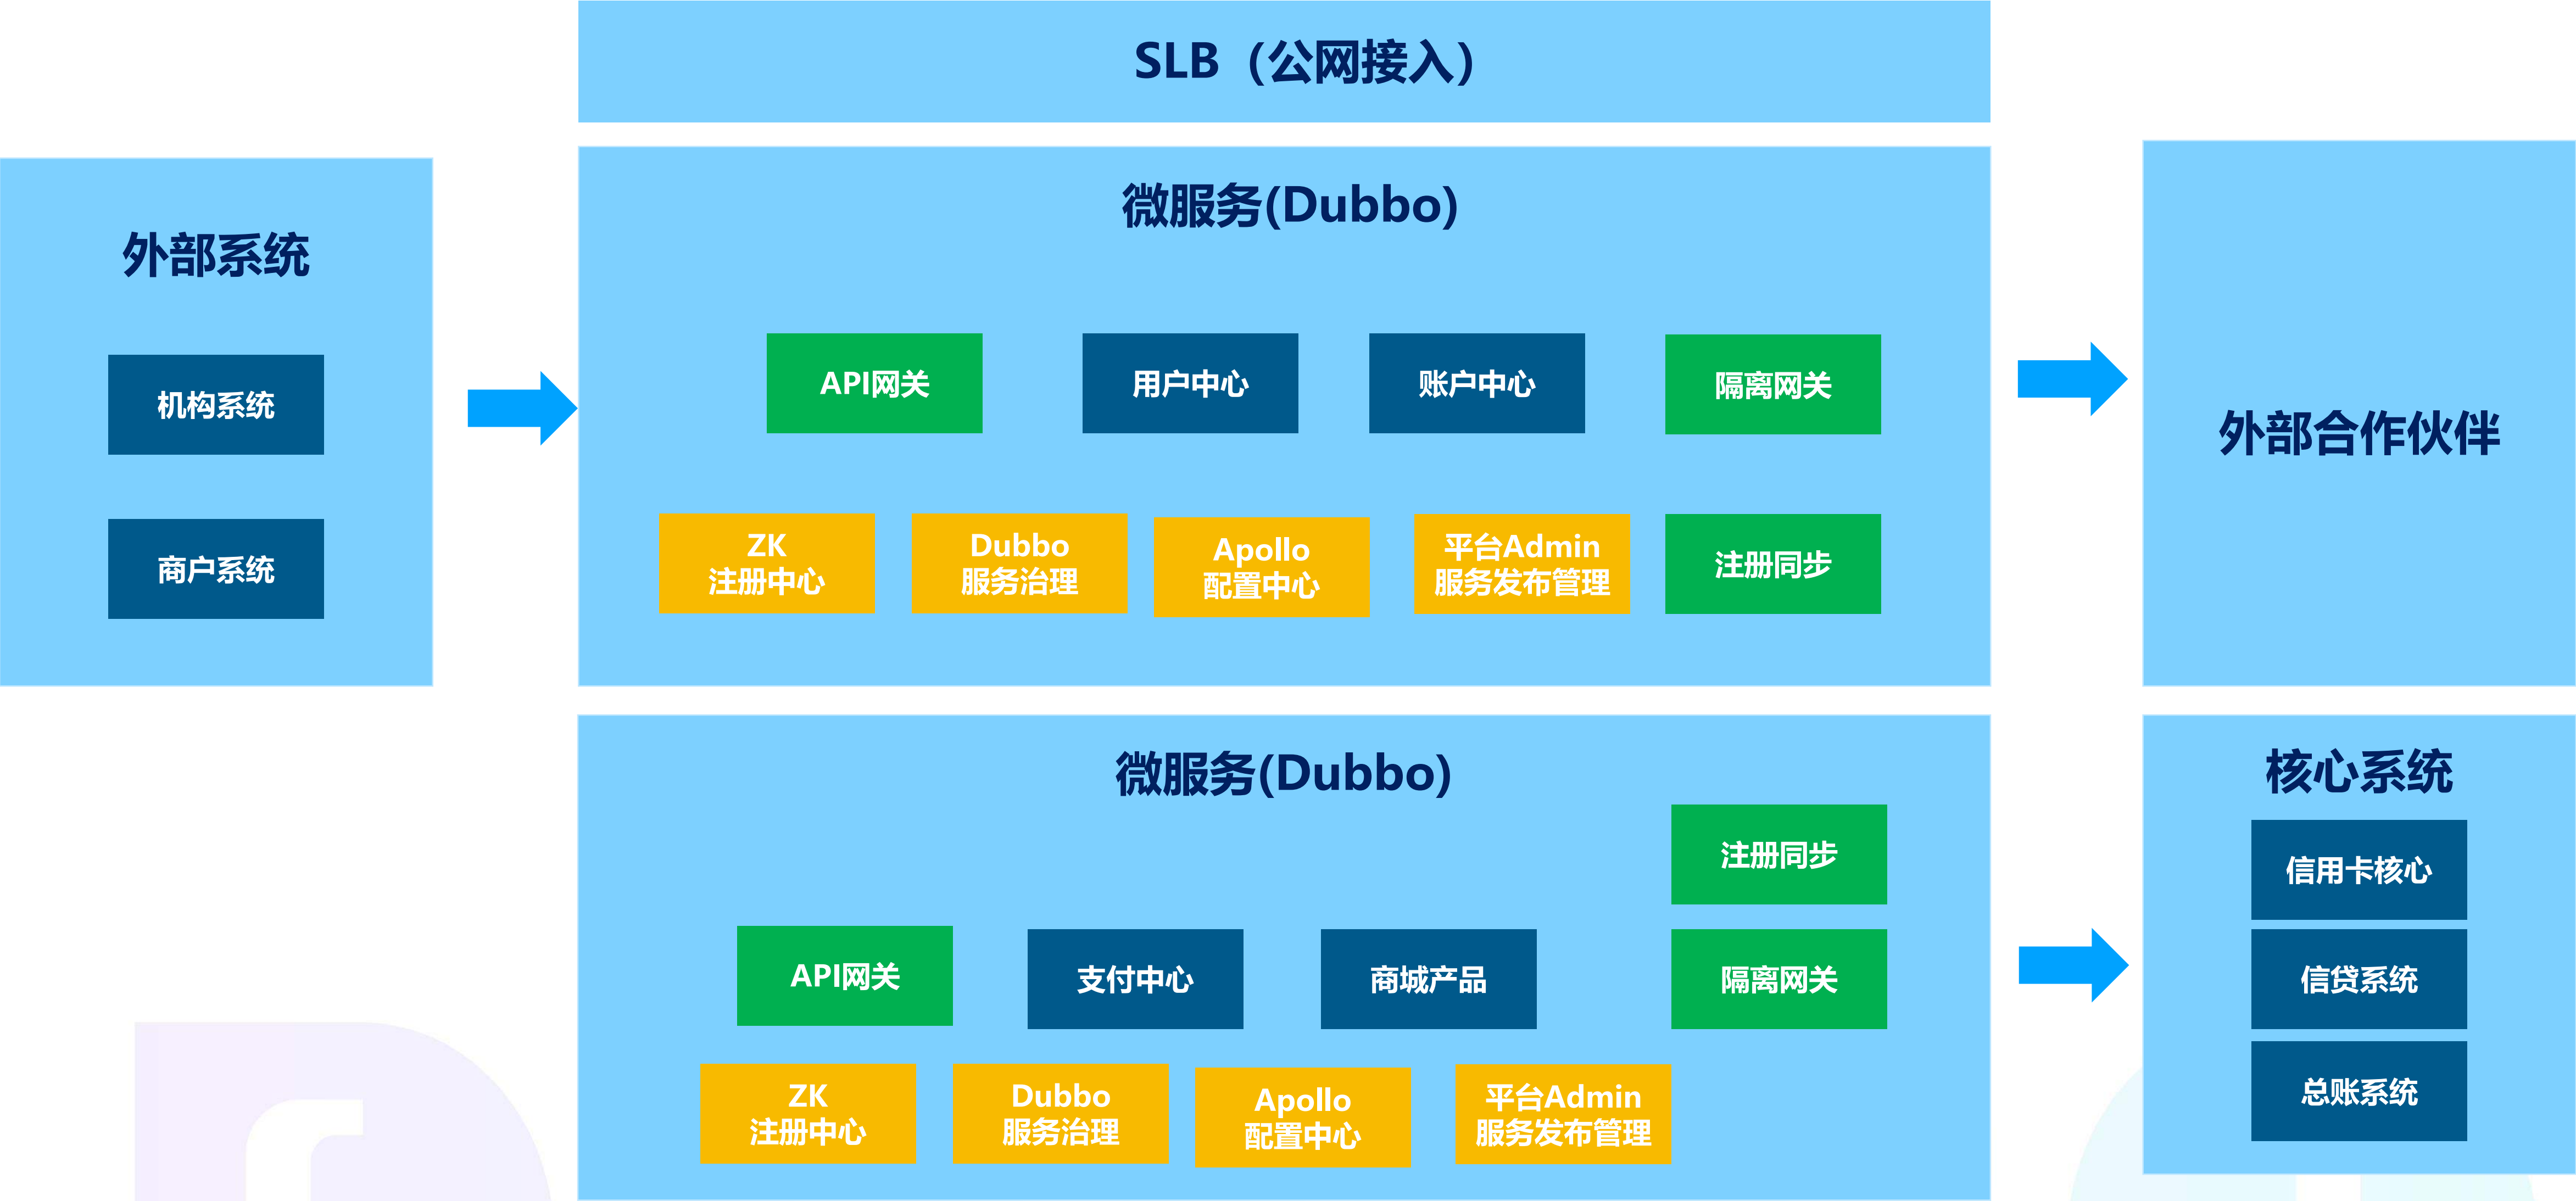 SLB（公网接入）
外部系统
机构系统
商户系统
微服务(Dubbo)
API网关
用户中心
账户中心
隔离网关
ZK
注册中心
Dubbo
服务治理
Apollo
配置中心
平台Admin
服务发布管理
注册同步
外部合作伙伴
微服务(Dubbo)
注册同步
API网关
支付中心
商城产品
隔离网关
ZK
注册中心
Dubbo
服务治理
Apollo
配置中心
平台Admin
服务发布管理
核心系统
信用卡核心
信贷系统
总账系统